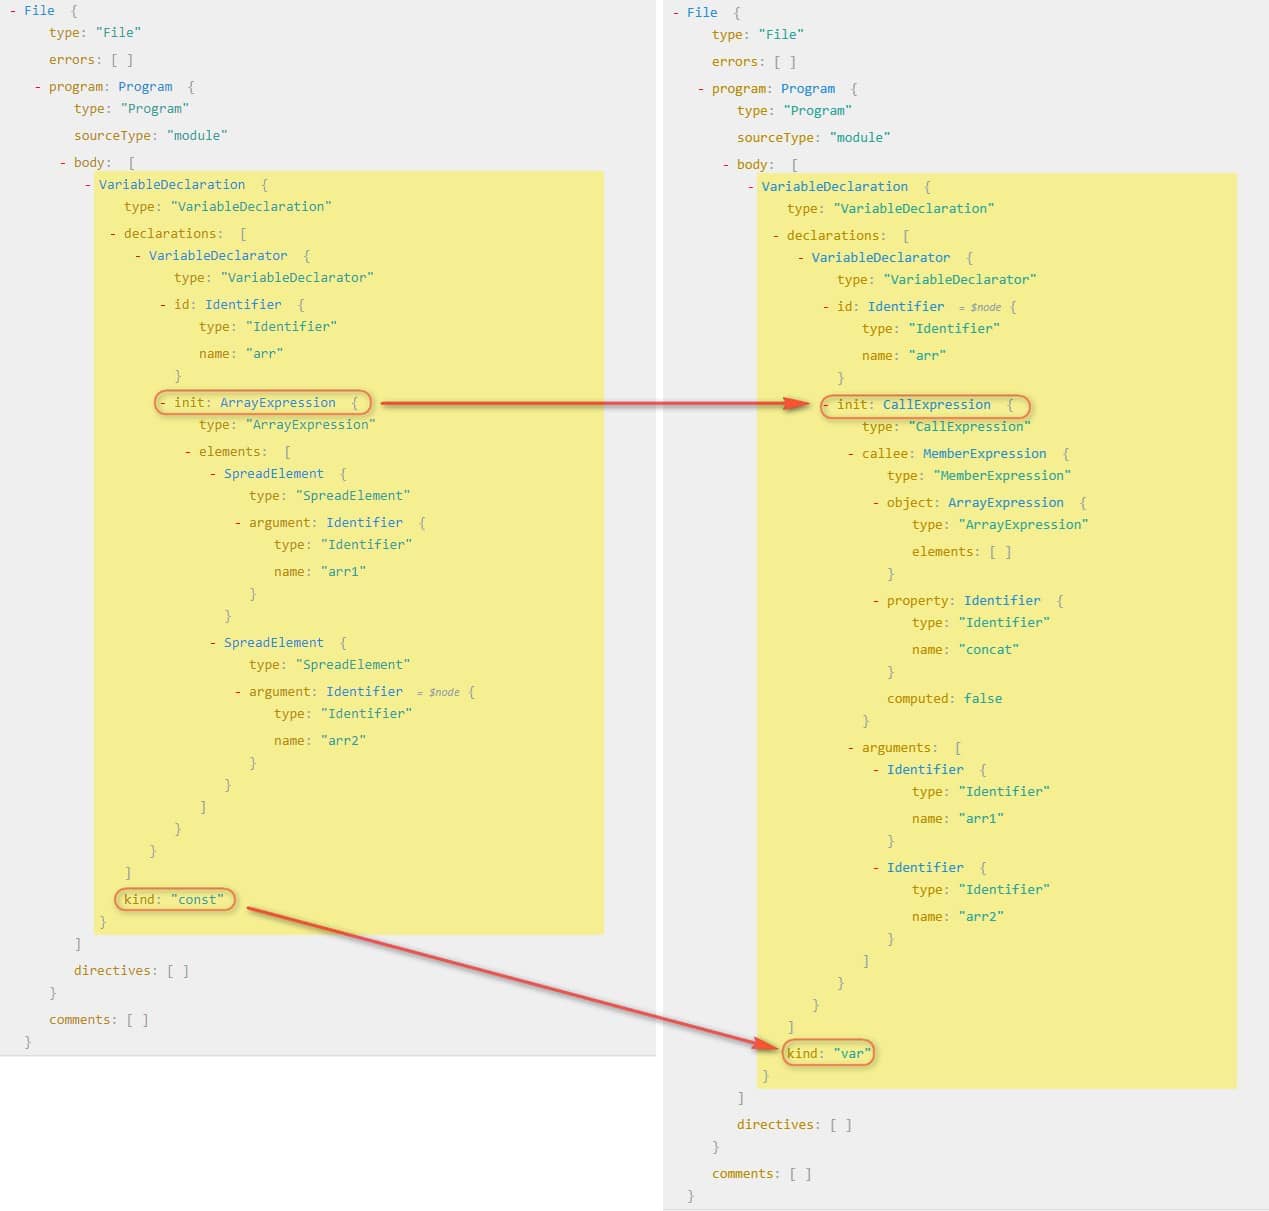 - File {
type: "File"
errors: [ ]
- program: Program {
type: "Program"
sourceType: "module"
- body: [
- VariableDeclaration {
type: "VariableDeclaration"
- declarations: [
- VariableDeclarator {
type: "VariableDeclarator"
- id: Identifier {
type: "Identifier"
name: "arr"
}
- init: ArrayExpression {
type: "ArrayExpression"
- elements: [
- SpreadElement {
type: "SpreadElement"
- argument: Identifier {
type: "Identifier"
name: "arr1"
}
}
- SpreadElement {
type: "SpreadElement"
- argument: Identifier = $node {
type: "Identifier"
name: "arr2"
}
}
]
}
}
]
kind: "const"
}
]
directives: [ ]
}
comments: [ ]
}
- File {
type: "File"
errors: [ ]
- program: Program {
type: "Program"
sourceType: "module"
- body: [
- VariableDeclaration {
type: "VariableDeclaration"
- declarations: [
- VariableDeclarator {
type: "VariableDeclarator"
- id: Identifier = $node {
type: "Identifier"
name: "arr"
}
- init: CallExpression {
type: "CallExpression"
- callee: MemberExpression {
type: "MemberExpression"
- object: ArrayExpression {
type: "ArrayExpression"
elements: [ ]
}
- property: Identifier {
type: "Identifier"
name: "concat"
}
computed: false
}
- arguments: [
- Identifier {
type: "Identifier"
name: "arr1"
}
- Identifier {
type: "Identifier"
name: "arr2"
}
]
}
}
]
kind: "var"
}
]
directives: [ ]
}
comments: [ ]
}